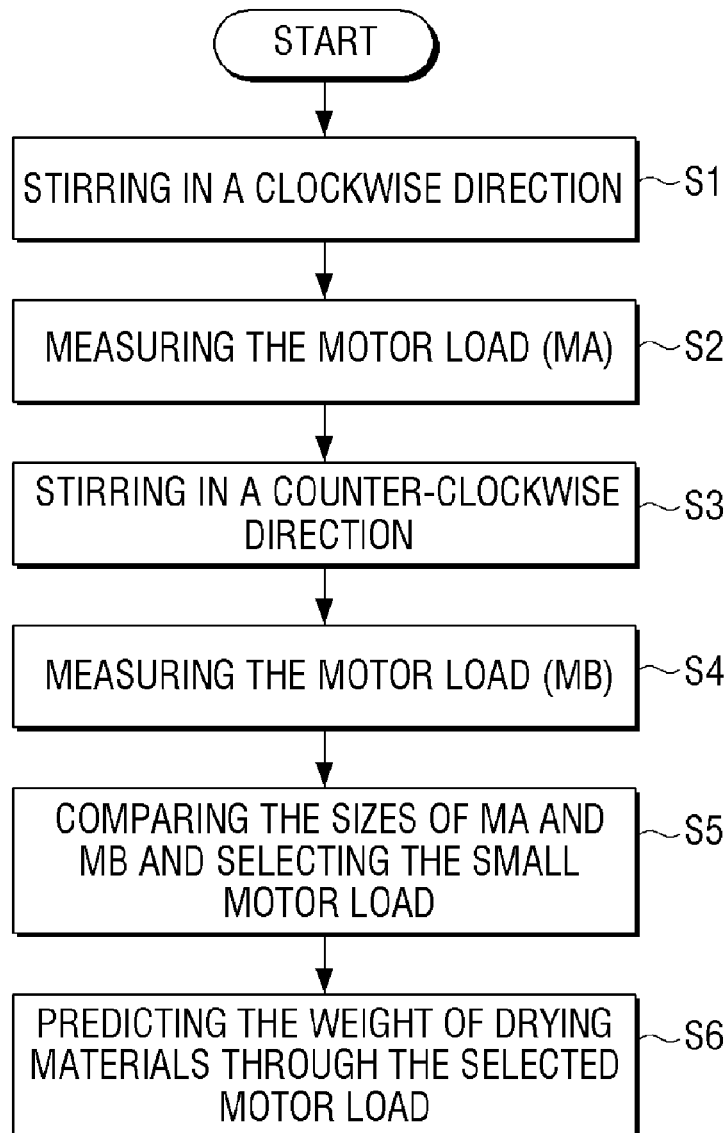 START
STIRRING IN A CLOCKWISE DIRECTION
S1
MEASURING THE MOTOR LOAD (MA)
S2
STIRRING IN A COUNTER-CLOCKWISE
DIRECTION
S3
MEASURING THE MOTOR LOAD (MB)
S4
COMPARING THE SIZES OF MA AND
MB AND SELECTING THE SMALL
MOTOR LOAD
S5
PREDICTING THE WEIGHT OF DRYING
MATERIALS THROUGH THE SELECTED
MOTOR LOAD
S6